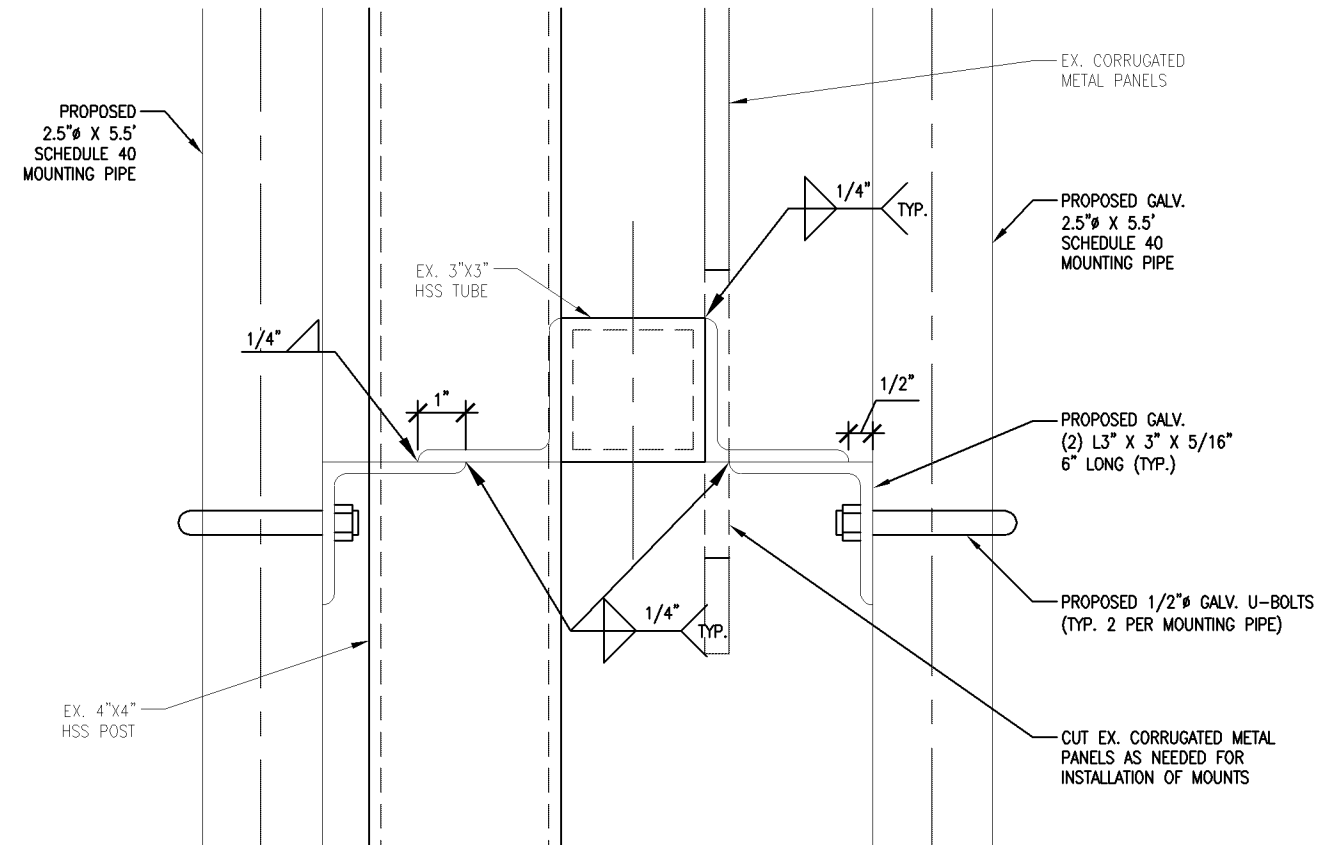 EX. CORRUGATED
METAL PANELS
PROPOSED
2.5"ø X 5.5'
SCHEDULE 40
MOUNTING PIPE
1/4"
TYP.
PROPOSED GALV.
2.5"ø X 5.5'
SCHEDULE 40
MOUNTING PIPE
EX. 3"X3"
HSS TUBE
1/4"
1"
1/2"
PROPOSED GALV.
(2) L3" X 3" X 5/16"
6" LONG (TYP.)
PROPOSED 1/2"ø GALV. U-BOLTS
(TYP. 2 PER MOUNTING PIPE)
1/4"
TYP.
EX. 4"X4"
HSS POST
CUT EX. CORRUGATED METAL
PANELS AS NEEDED FOR
INSTALLATION OF MOUNTS